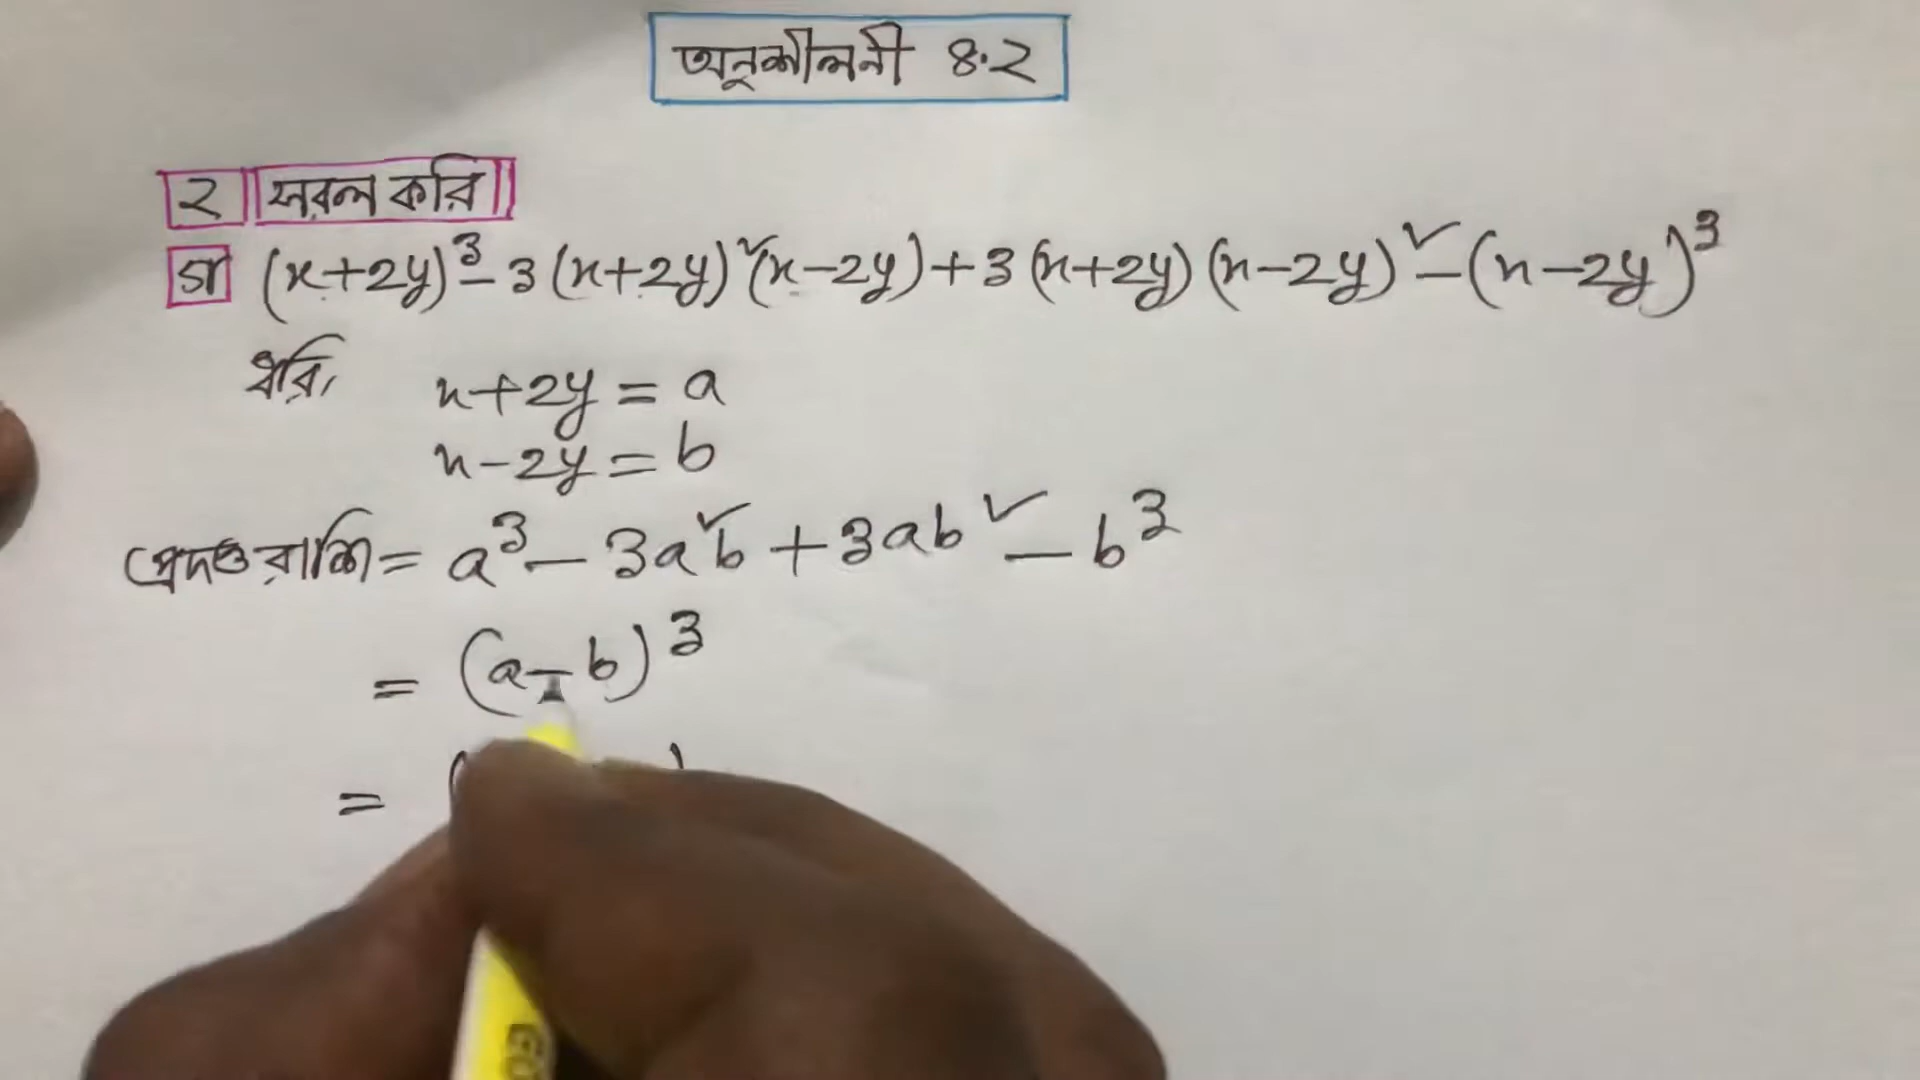 অনুশীলনী ৪.২
২ সরল করি
গ (x+2y)³ - 3(x+2y)²(x-2y) + 3(x+2y)(x-2y)² - (x-2y)³
ধরি, x+2y = a
x-2y = b
প্রদত্ত রাশি = a³ - 3a²b + 3ab² - b³
= (a-b)³
=